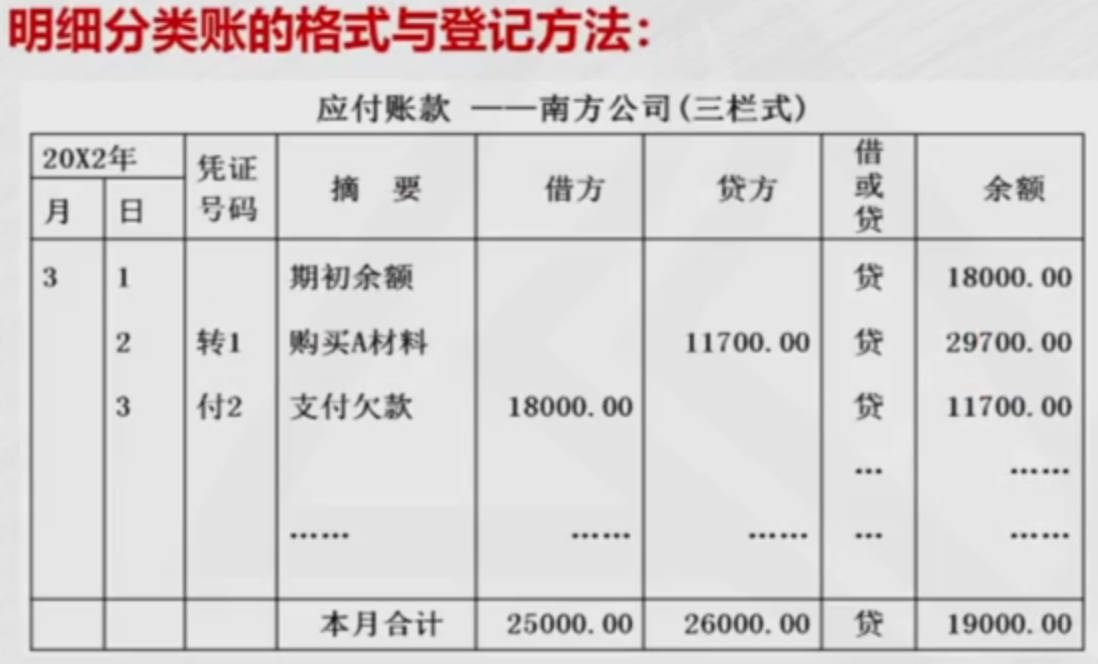 明细分类账的格式与登记方法：
应付账款 ——南方公司(三栏式)
20X2年 凭证号码 摘 要 借方 贷方 借或贷 余额
月 日
3 1 期初余额 贷 18000.00
2 转1 购买A材料 11700.00 贷 29700.00
3 付2 支付欠款 18000.00 贷 11700.00
… ……
…… …… …… … ……
本月合计 25000.00 26000.00 贷 19000.00